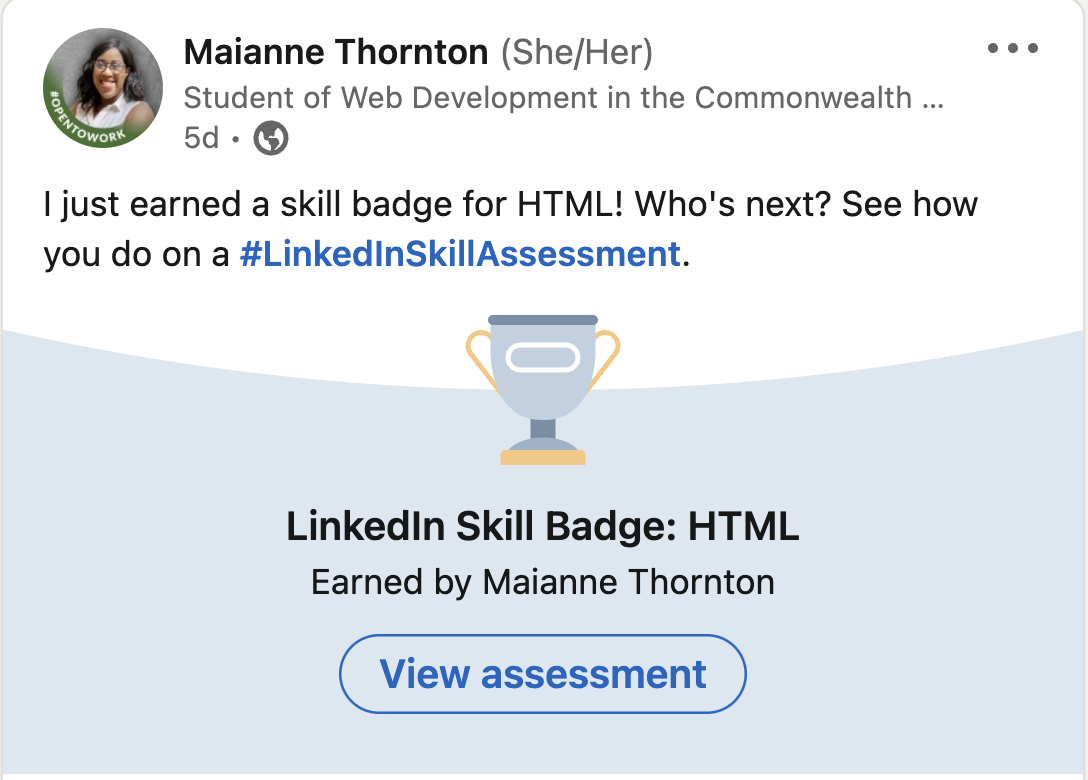 Maianne Thornton (She/Her)
Student of Web Development in the Commonwealth ...
5d •
#OPENTOWORK
I just earned a skill badge for HTML! Who's next? See how
you do on a #LinkedInSkillAssessment.
LinkedIn Skill Badge: HTML
Earned by Maianne Thornton
View assessment